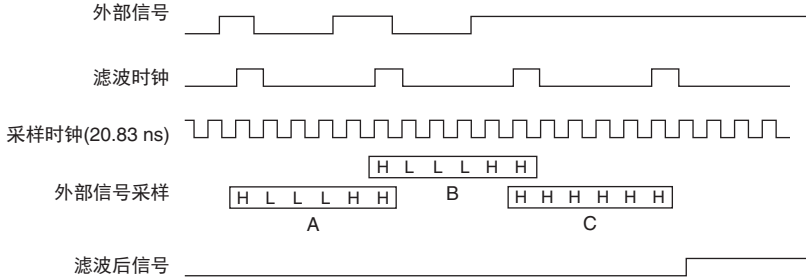 外部信号
滤波时钟
采样时钟(20.83 ns)
H L L L H H
外部信号采样
H L L L H H
B
H H H H H H
A
C
滤波后信号